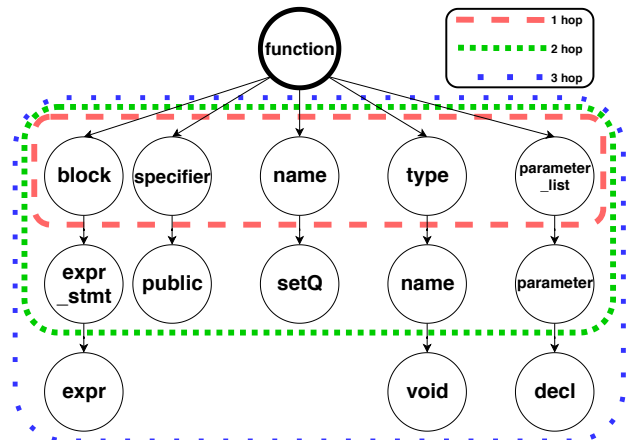 function
1 hop
2 hop
3 hop
block
specifier
name
type
parameter
_list
expr
_stmt
public
setQ
name
parameter
expr
void
decl